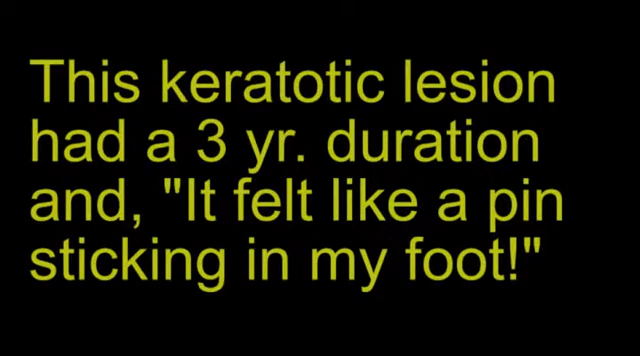 This keratotic lesion
had a 3 yr. duration
and, "It felt like a pin
sticking in my foot!"